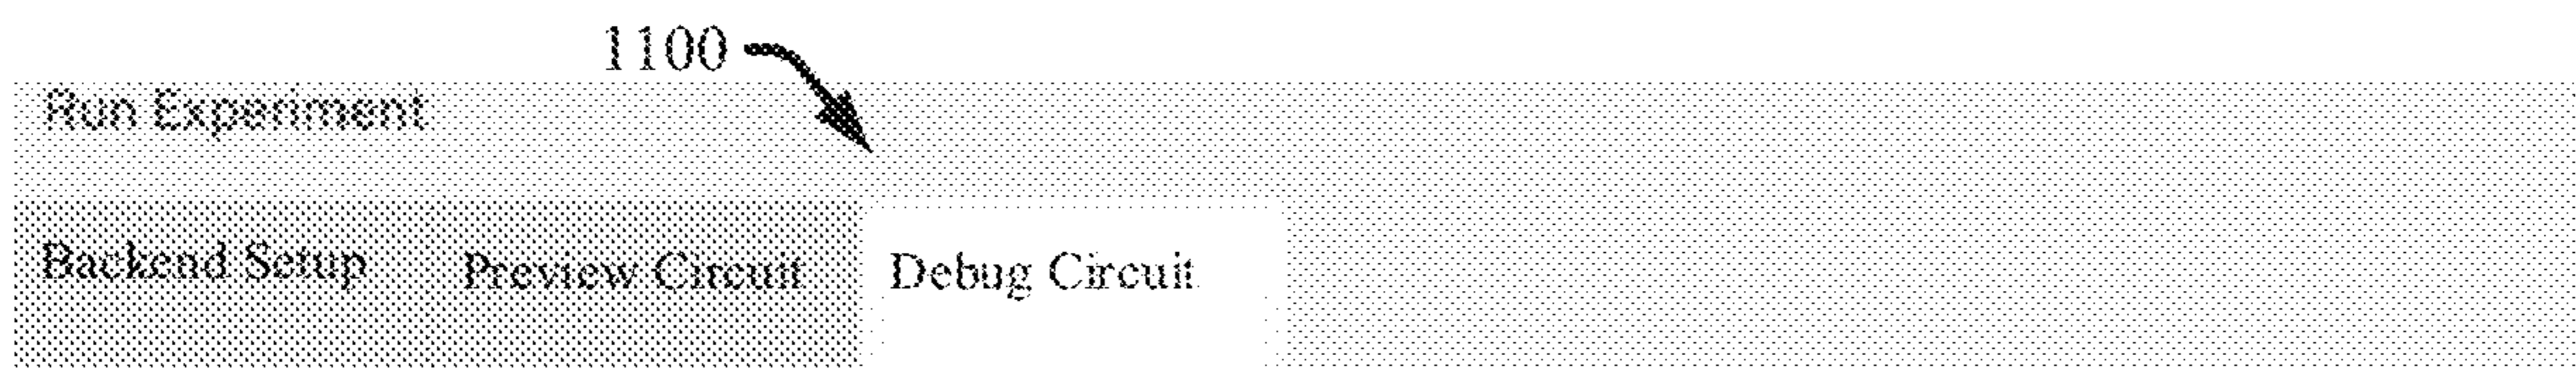 1100
Run Experiment
Backend Setup Preview Circuit Debug Circuit